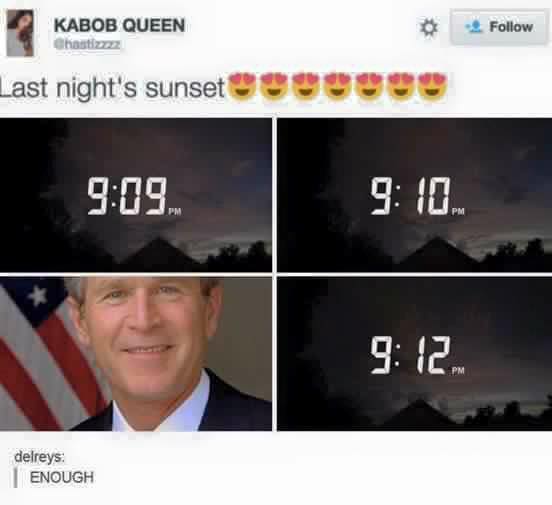 KABOB QUEEN
@hastizzzz
Follow
Last night's sunset😍😍😍😍😍😍😍
9:09 PM
9:10 PM
9:12 PM
delreys:
ENOUGH